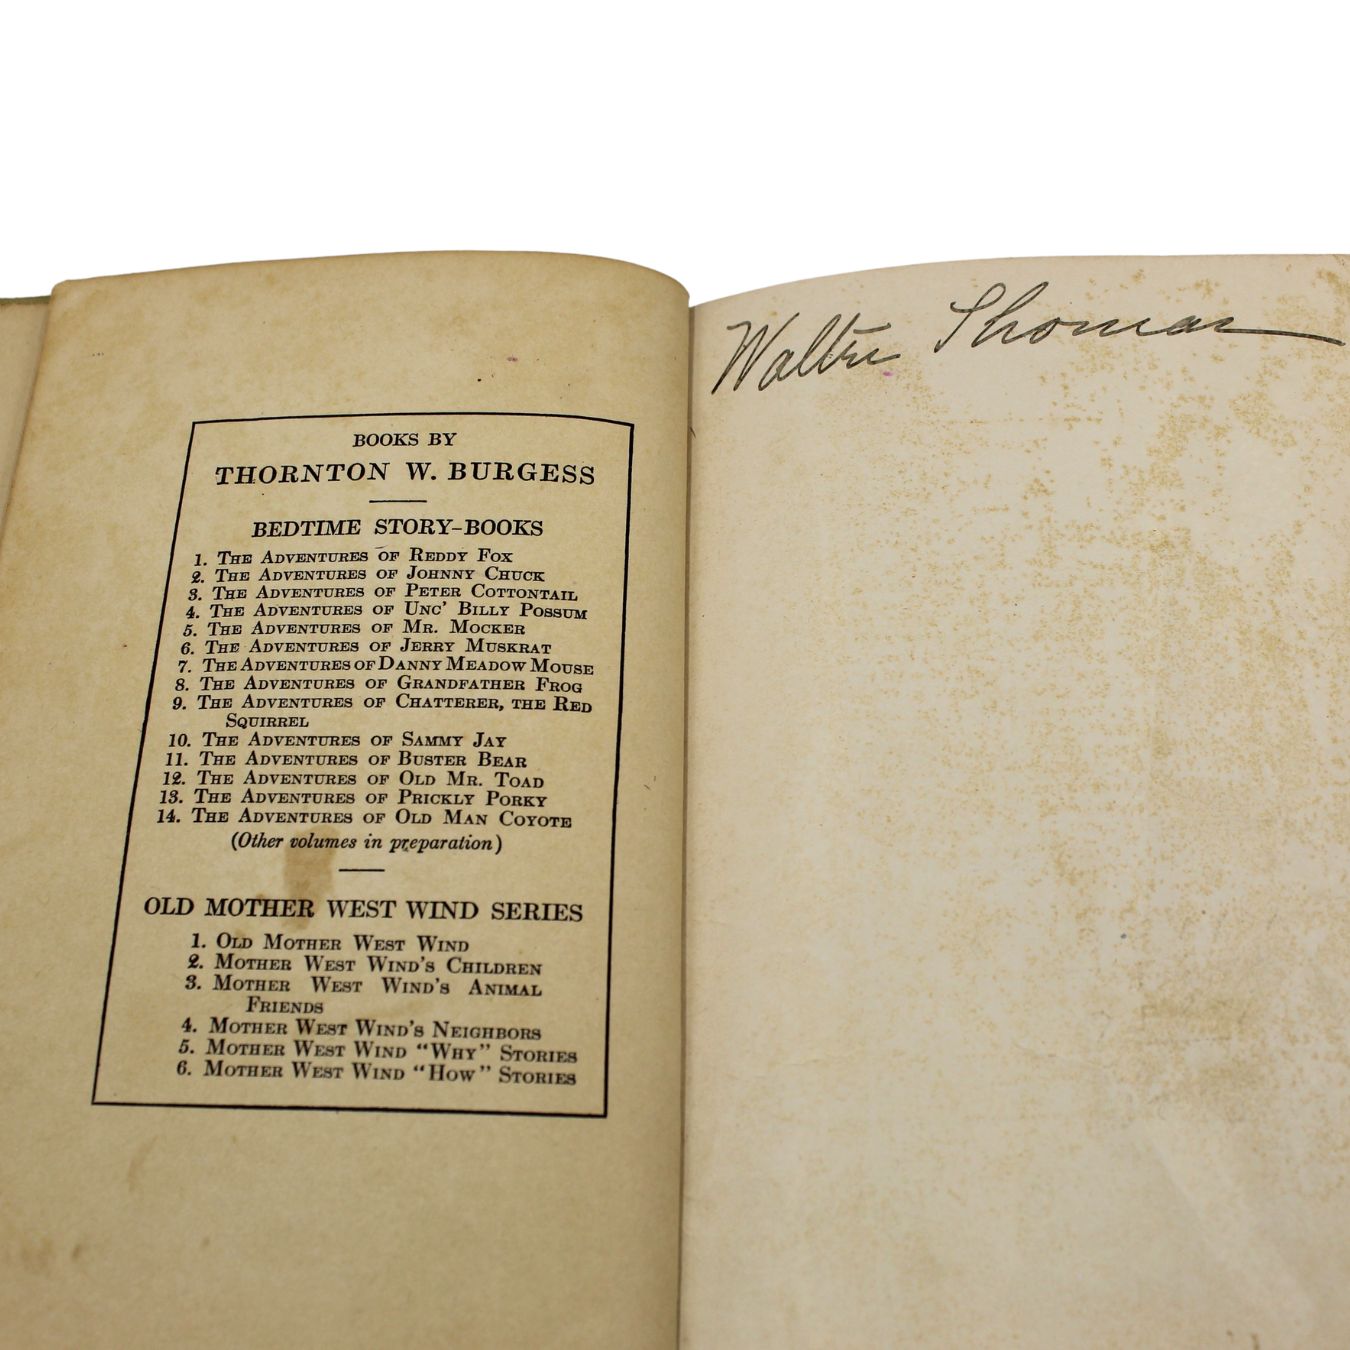 BOOKS BY
THORNTON W. BURGESS
BEDTIME STORY-BOOKS
1. THE ADVENTURES OF REDDY FOX
2. THE ADVENTURES OF JOHNNY CHUCK
3. THE ADVENTURES OF PETER COTTONTAIL
4. THE ADVENTURES OF UNC' BILLY POSSUM
5. THE ADVENTURES OF MR. MOCKER
6. THE ADVENTURES OF JERRY MUSKRAT
7. THE ADVENTURES OF DANNY MEADOW MOUSE
8. THE ADVENTURES OF GRANDFATHER FROG
9. THE ADVENTURES OF CHATTERER, THE RED
SQUIRREL
10. THE ADVENTURES OF SAMMY JAY
11. THE ADVENTURES OF BUSTER BEAR
12. THE ADVENTURES OF OLD MR. TOAD
13. THE ADVENTURES OF PRICKLY PORKY
14. THE ADVENTURES OF OLD MAN COYOTE
(Other volumes in preparation)
OLD MOTHER WEST WIND SERIES
1. OLD MOTHER WEST WIND
2. MOTHER WEST WIND'S CHILDREN
3. MOTHER WEST WIND'S ANIMAL
FRIENDS
4. MOTHER WEST WIND'S NEIGHBORS
5. MOTHER WEST WIND "WHY" STORIES
6. MOTHER WEST WIND "HOW" STORIES
Walter Thomas